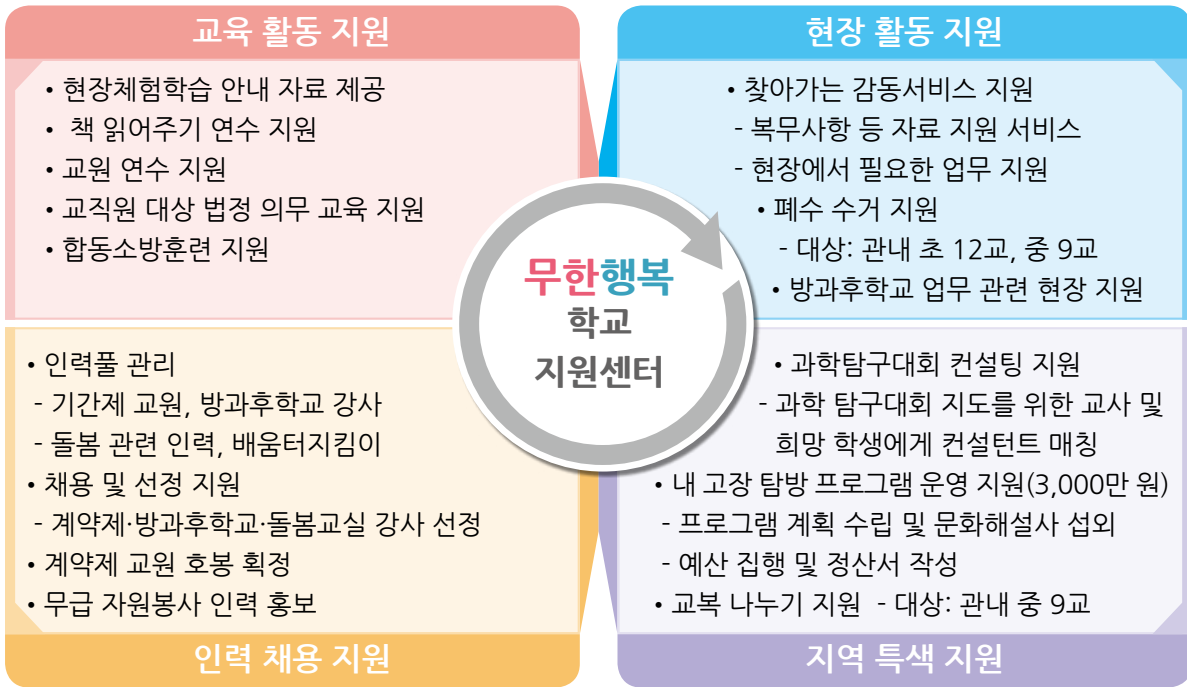 교육 활동 지원
• 현장체험학습 안내 자료 제공
• 책 읽어주기 연수 지원
• 교원 연수 지원
• 교직원 대상 법정 의무 교육 지원
• 합동소방훈련 지원
현장 활동 지원
• 찾아가는 감동서비스 지원
- 복무사항 등 자료 지원 서비스
- 현장에서 필요한 업무 지원
• 폐수 수거 지원
- 대상: 관내 초 12교, 중 9교
• 방과후학교 업무 관련 현장 지원
무한행복
학교
지원센터
• 인력풀 관리
- 기간제 교원, 방과후학교 강사
- 돌봄 관련 인력, 배움터지킴이
• 채용 및 선정 지원
- 계약제·방과후학교·돌봄교실 강사 선정
• 계약제 교원 호봉 획정
• 무급 자원봉사 인력 홍보
인력 채용 지원
• 과학탐구대회 컨설팅 지원
- 과학 탐구대회 지도를 위한 교사 및
희망 학생에게 컨설턴트 매칭
• 내 고장 탐방 프로그램 운영 지원(3,000만 원)
- 프로그램 계획 수립 및 문화해설사 섭외
- 예산 집행 및 정산서 작성
• 교복 나누기 지원 - 대상: 관내 중 9교
지역 특색 지원